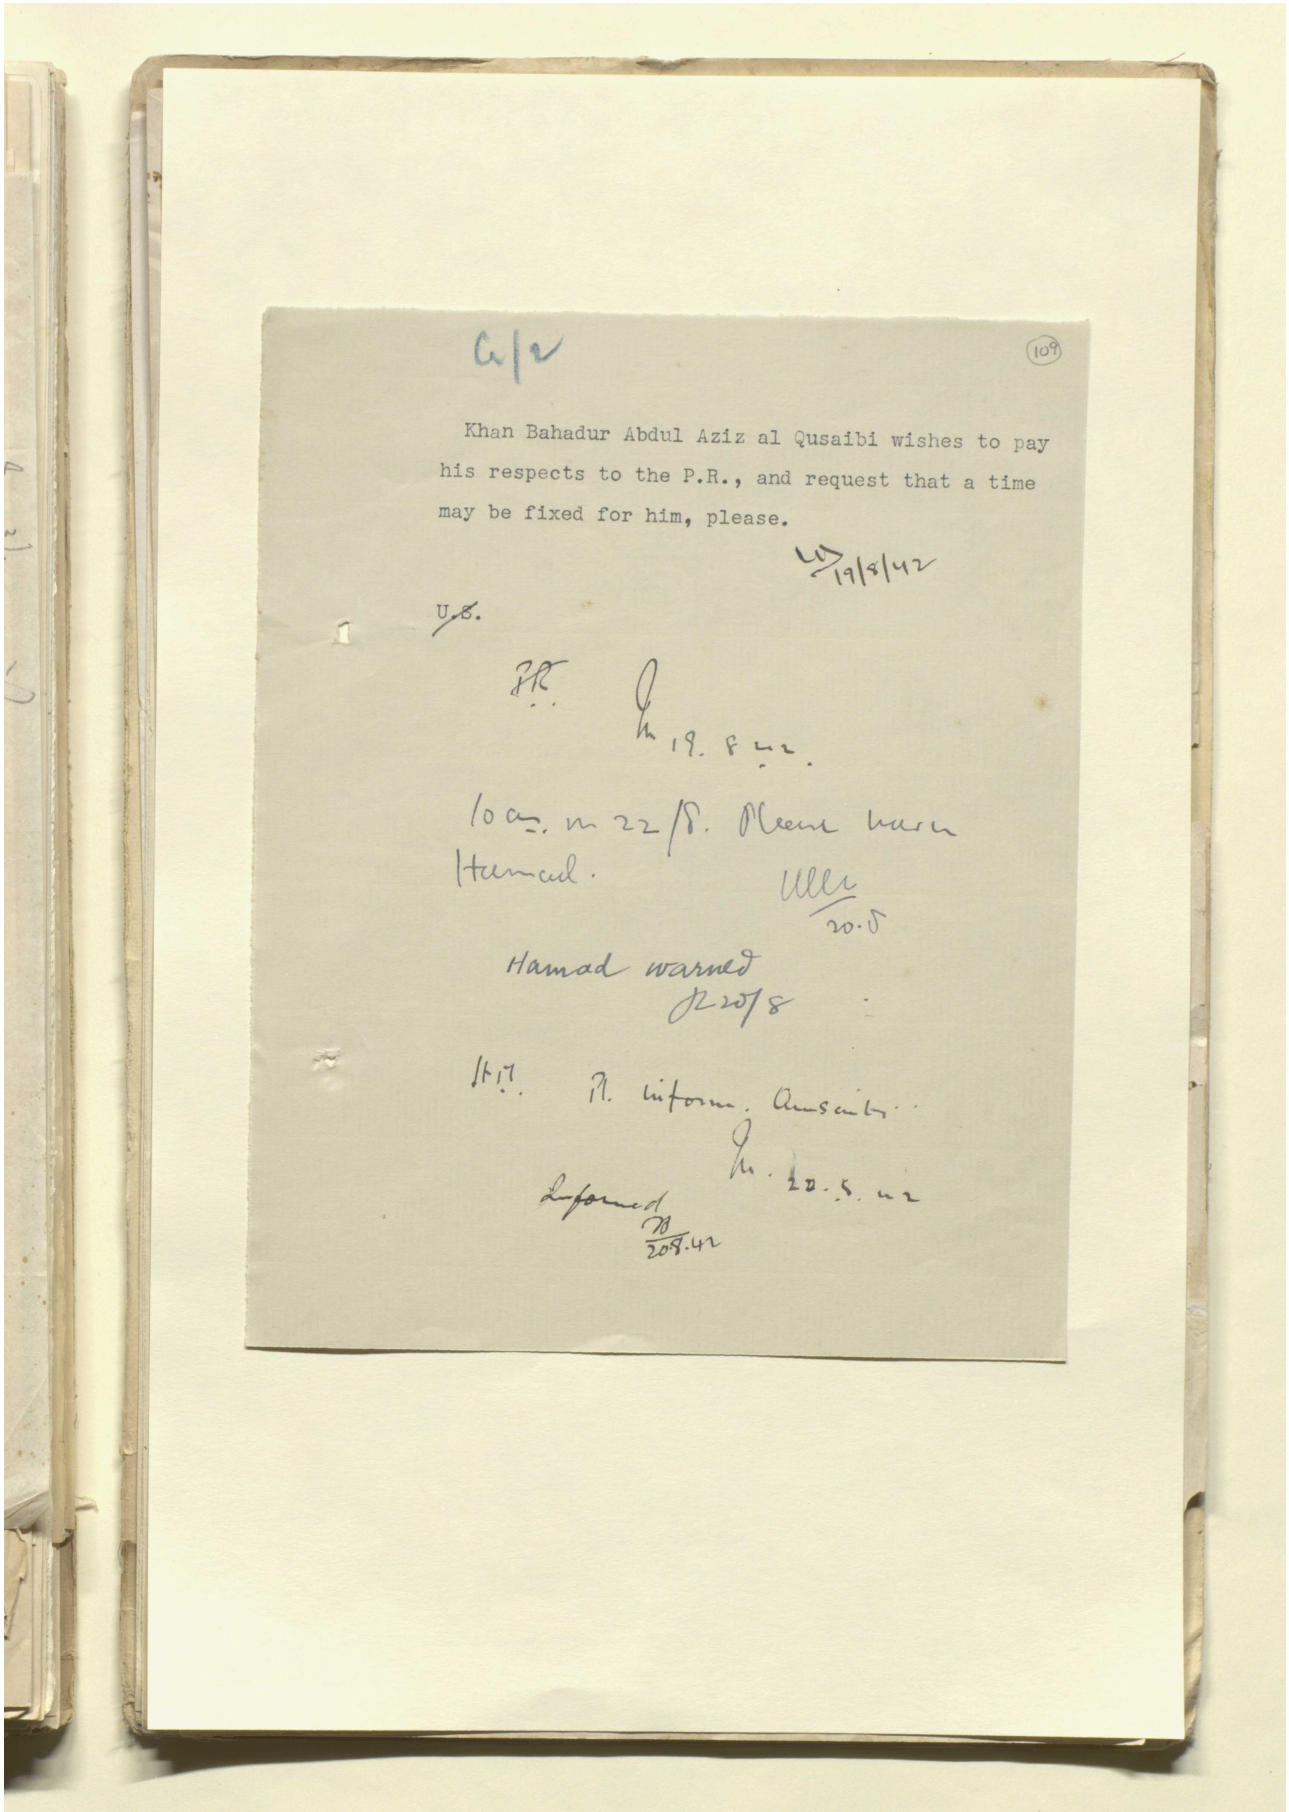 G/2
109
Khan Bahadur Abdul Aziz al Qusaibi wishes to pay
his respects to the P.R., and request that a time
may be fixed for him, please.
19/8/42
U.S.
P.R.
19. 8 42.
10 am. on 22/8. Please warn
Hamad.
20.8
Hamad warned
20/8
Pl. inform. Qusaibi
20. 8. 42
Informed
20.8.42